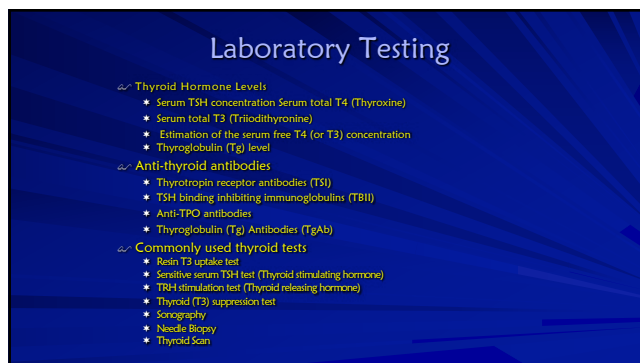 Laboratory Testing
Thyroid Hormone Levels
Serum TSH concentration Serum total T4 (Thyroxine)
Serum total T3 (Triiodithyronine)
Estimation of the serum free T4 (or T3) concentration
Thyroglobulin (Tg) level
Anti-thyroid antibodies
Thyrotropin receptor antibodies (TSI)
TSH binding inhibiting immunoglobulins (TBII)
Anti-TPO antibodies
Thyroglobulin (Tg) Antibodies (TgAb)
Commonly used thyroid tests
Resin T3 uptake test
Sensitive serum TSH test (Thyroid stimulating hormone)
TRH stimulation test (Thyroid releasing hormone)
Thyroid (T3) suppression test
Sonography
Needle Biopsy
Thyroid Scan